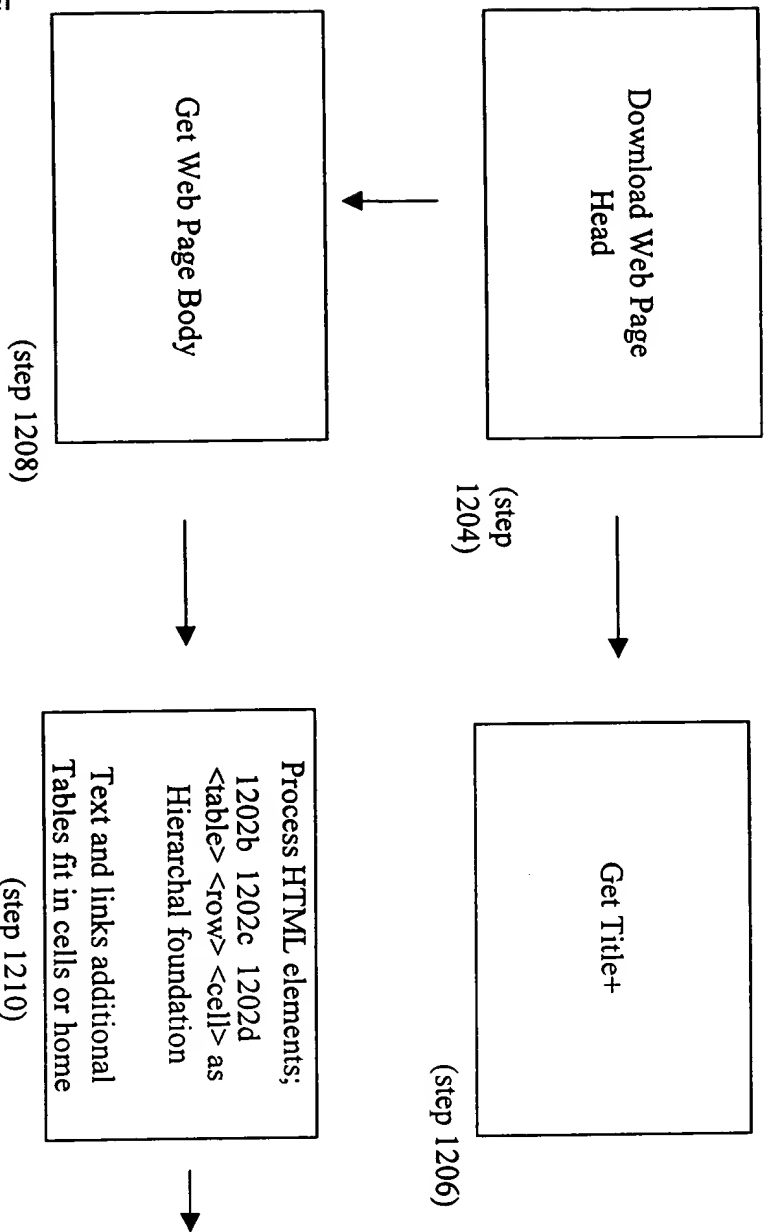 Download Web Page
Head
(step
1204)
Get Title+
(step 1206)
Get Web Page Body
(step 1208)
Process HTML elements;
1202b 1202c 1202d
<table> <row> <cell> as
Hierarchal foundation
Text and links additional
Tables fit in cells or home
(step 1210)